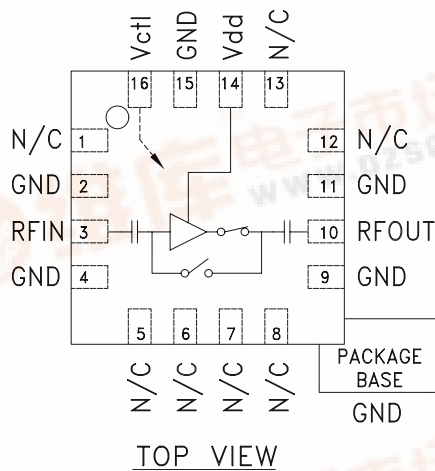 Vctl GND Vdd N/C
16 15 14 13
N/C 1 12 N/C
GND 2 11 GND
RFIN 3 10 RFOUT
GND 4 9 GND
5 6 7 8
N/C N/C N/C N/C
PACKAGE
BASE
GND
TOP VIEW